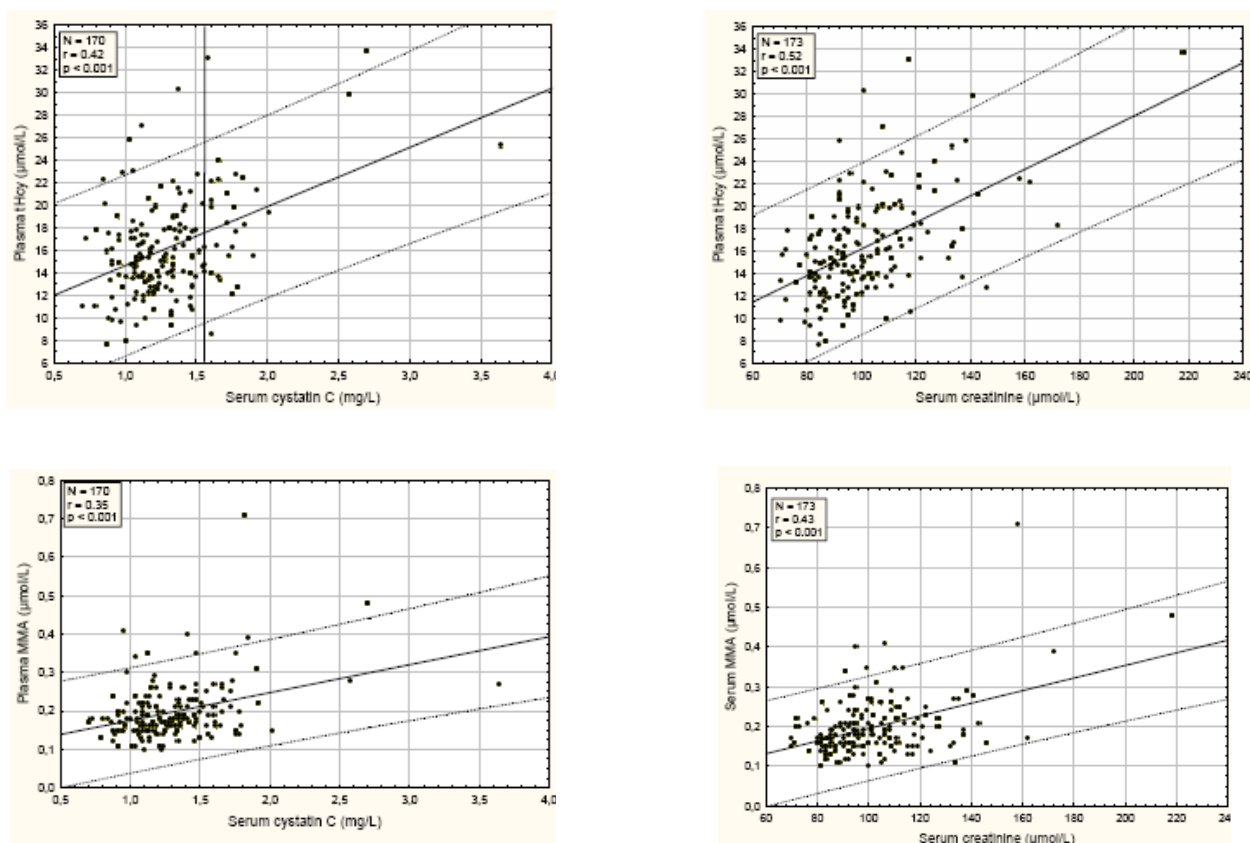 36
34
32
30
28
26
24
22
20
18
16
14
12
10
8
6
Plasma tHcy (µmol/L)
N = 170
r = 0.42
p < 0.001
0,5 1,0 1,5 2,0 2,5 3,0 3,5 4,0
Serum cystatin C (mg/L)
36
34
32
30
28
26
24
22
20
18
16
14
12
10
8
6
Plasma tHcy (µmol/L)
N = 173
r = 0.52
p < 0.001
60 80 100 120 140 160 180 200 220 240
Serum creatinine (µmol/L)
0,8
0,7
0,6
0,5
0,4
0,3
0,2
0,1
0,0
Plasma MMA (µmol/L)
N = 170
r = 0.35
p < 0.001
0,5 1,0 1,5 2,0 2,5 3,0 3,5 4,0
Serum cystatin C (mg/L)
0,8
0,7
0,6
0,5
0,4
0,3
0,2
0,1
0,0
Serum MMA (µmol/L)
N = 173
r = 0.43
p < 0.001
60 80 100 120 140 160 180 200 220 240
Serum creatinine (µmol/L)